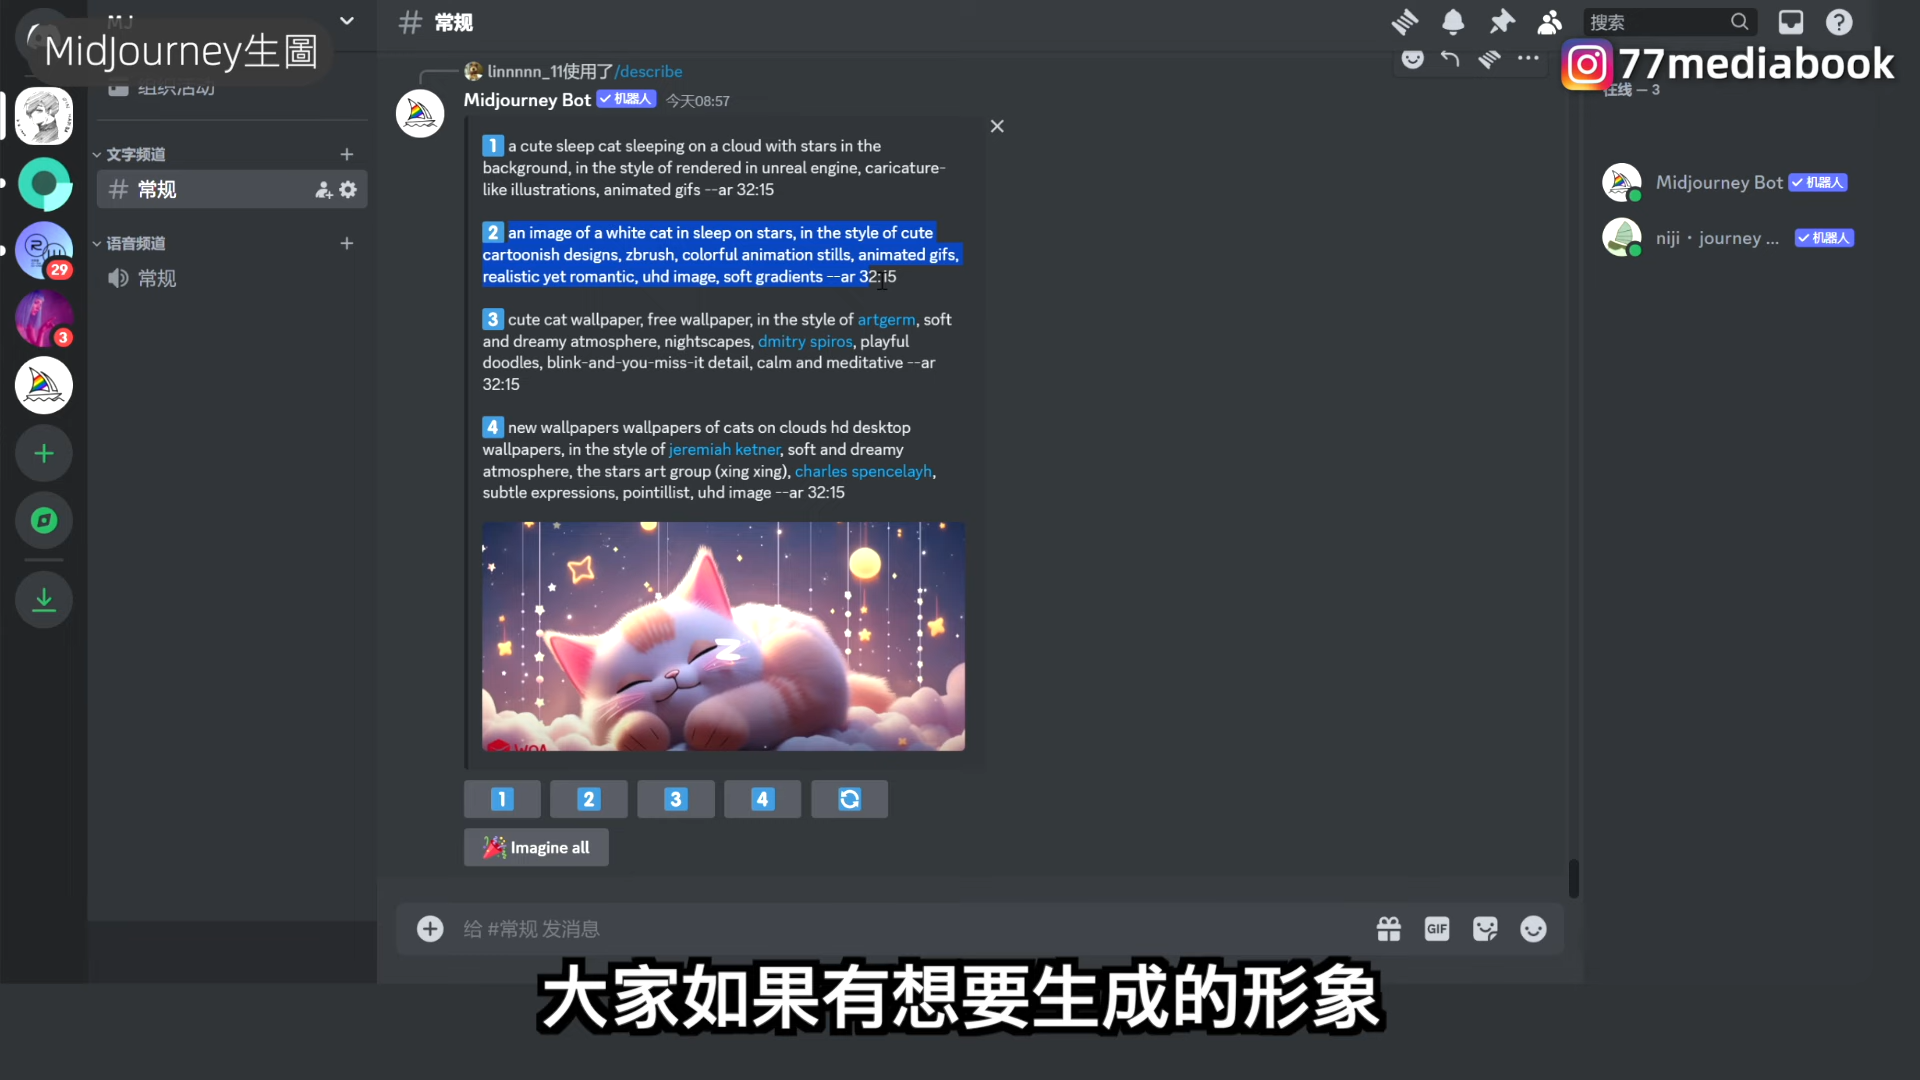 MJ
MidJourney生圖
组织活动
文字频道
常规
语音频道
常规
29
3
常规
搜索
77mediabook
在线 — 3
Midjourney Bot 机器人
niji・journey ... 机器人
linnnnn_11使用了/describe
Midjourney Bot 机器人 今天08:57
1 a cute sleep cat sleeping on a cloud with stars in the
background, in the style of rendered in unreal engine, caricature-
like illustrations, animated gifs --ar 32:15
2 an image of a white cat in sleep on stars, in the style of cute
cartoonish designs, zbrush, colorful animation stills, animated gifs,
realistic yet romantic, uhd image, soft gradients --ar 32:15
3 cute cat wallpaper, free wallpaper, in the style of artgerm, soft
and dreamy atmosphere, nightscapes, dmitry spiros, playful
doodles, blink-and-you-miss-it detail, calm and meditative --ar
32:15
4 new wallpapers wallpapers of cats on clouds hd desktop
wallpapers, in the style of jeremiah ketner, soft and dreamy
atmosphere, the stars art group (xing xing), charles spencelayh,
subtle expressions, pointillist, uhd image --ar 32:15
Z
1 2 3 4
Imagine all
给 #常规 发消息
GIF
大家如果有想要生成的形象